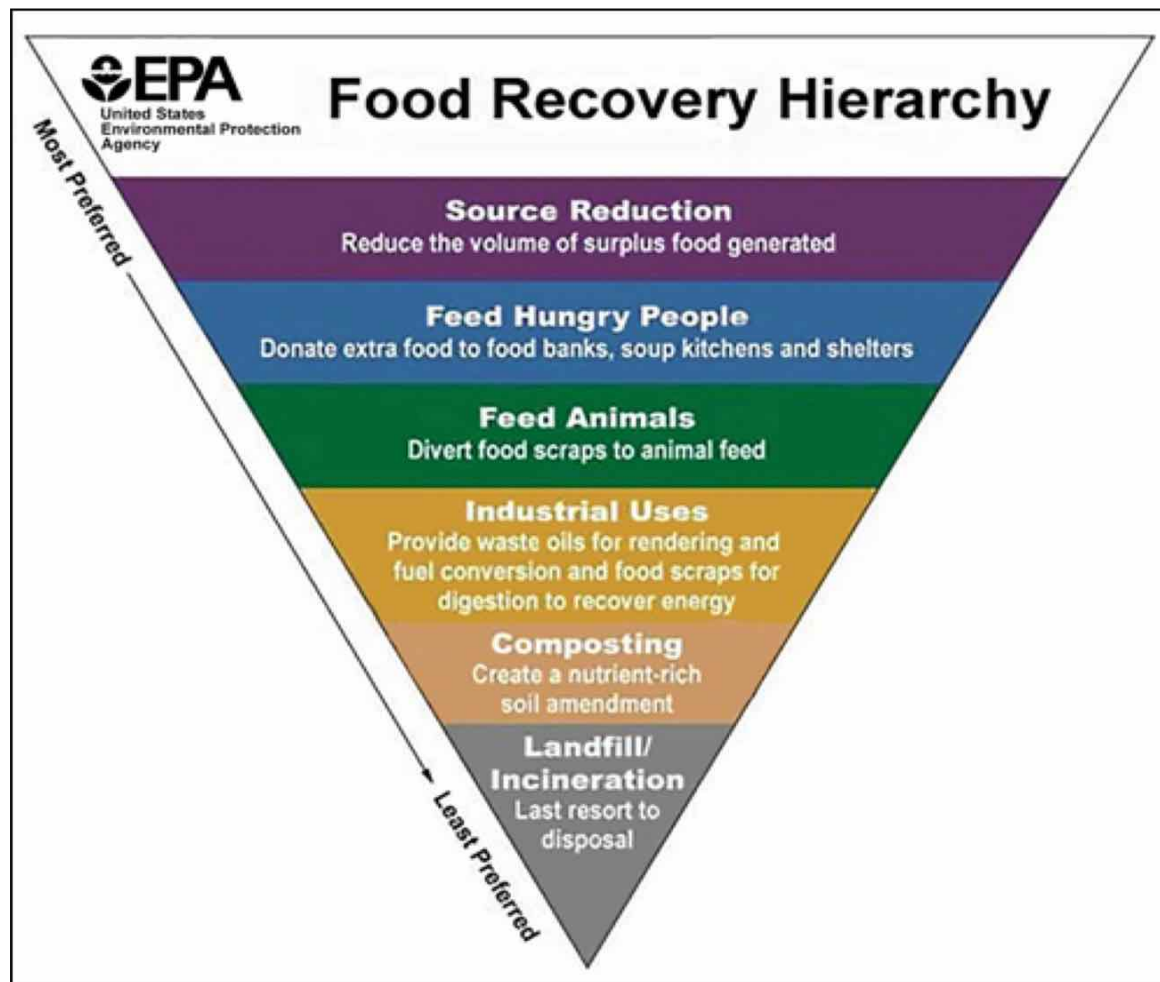 EPA
United States
Environmental Protection
Agency
Food Recovery Hierarchy
Most Preferred
Source Reduction
Reduce the volume of surplus food generated
Feed Hungry People
Donate extra food to food banks, soup kitchens and shelters
Feed Animals
Divert food scraps to animal feed
Industrial Uses
Provide waste oils for rendering and
fuel conversion and food scraps for
digestion to recover energy
Composting
Create a nutrient-rich
soil amendment
Landfill/
Incineration
Last resort to
disposal
Least Preferred